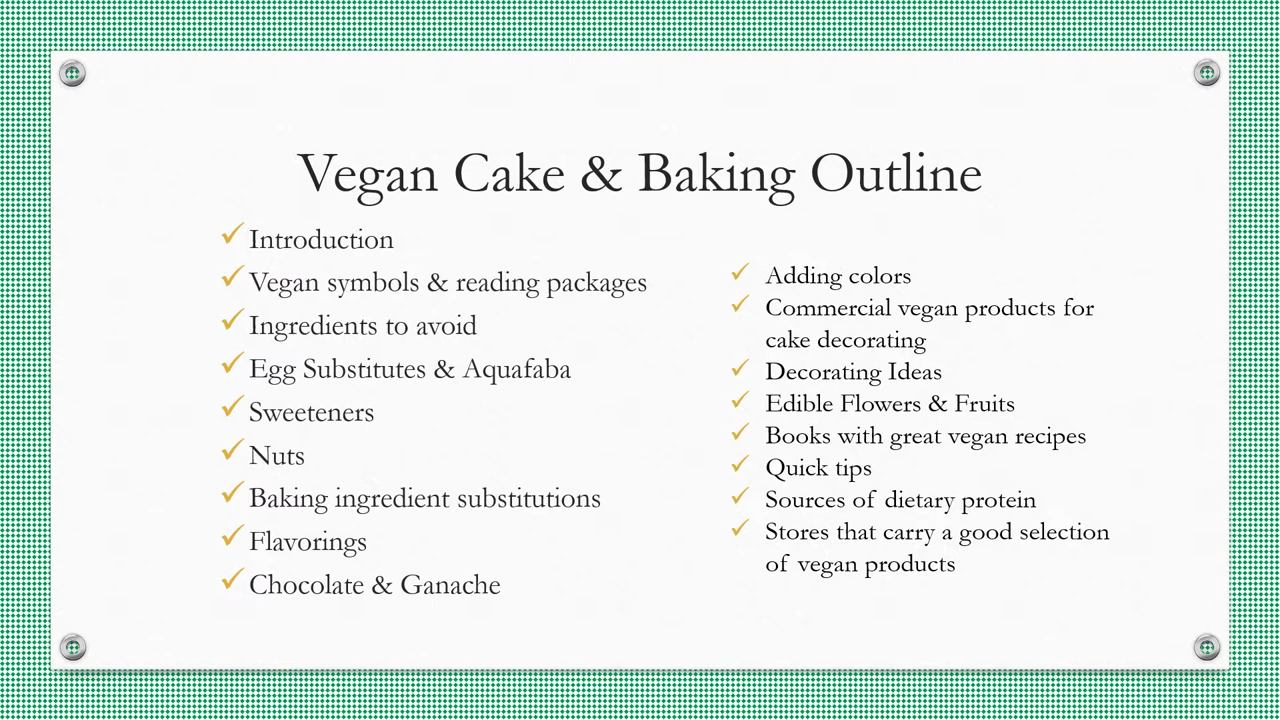 Vegan Cake & Baking Outline
Introduction
Vegan symbols & reading packages
Ingredients to avoid
Egg Substitutes & Aquafaba
Sweeteners
Nuts
Baking ingredient substitutions
Flavorings
Chocolate & Ganache
Adding colors
Commercial vegan products for
cake decorating
Decorating Ideas
Edible Flowers & Fruits
Books with great vegan recipes
Quick tips
Sources of dietary protein
Stores that carry a good selection
of vegan products